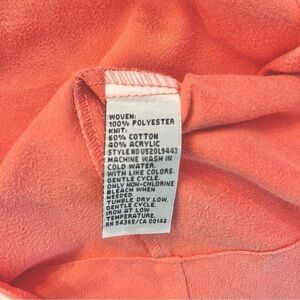 WOVEN:
100% POLYESTER
KNIT:
60% COTTON
40% ACRYLIC
STYLE NO U520L9443
MACHINE WASH IN
COLD WATER.
WITH LIKE COLORS.
GENTLE CYCLE.
ONLY NON-CHLORINE
BLEACH WHEN
NEEDED.
TUMBLE DRY LOW.
GENTLE CYCLE.
IRON AT LOW
TEMPERATURE.
RN 54365/CA 00142